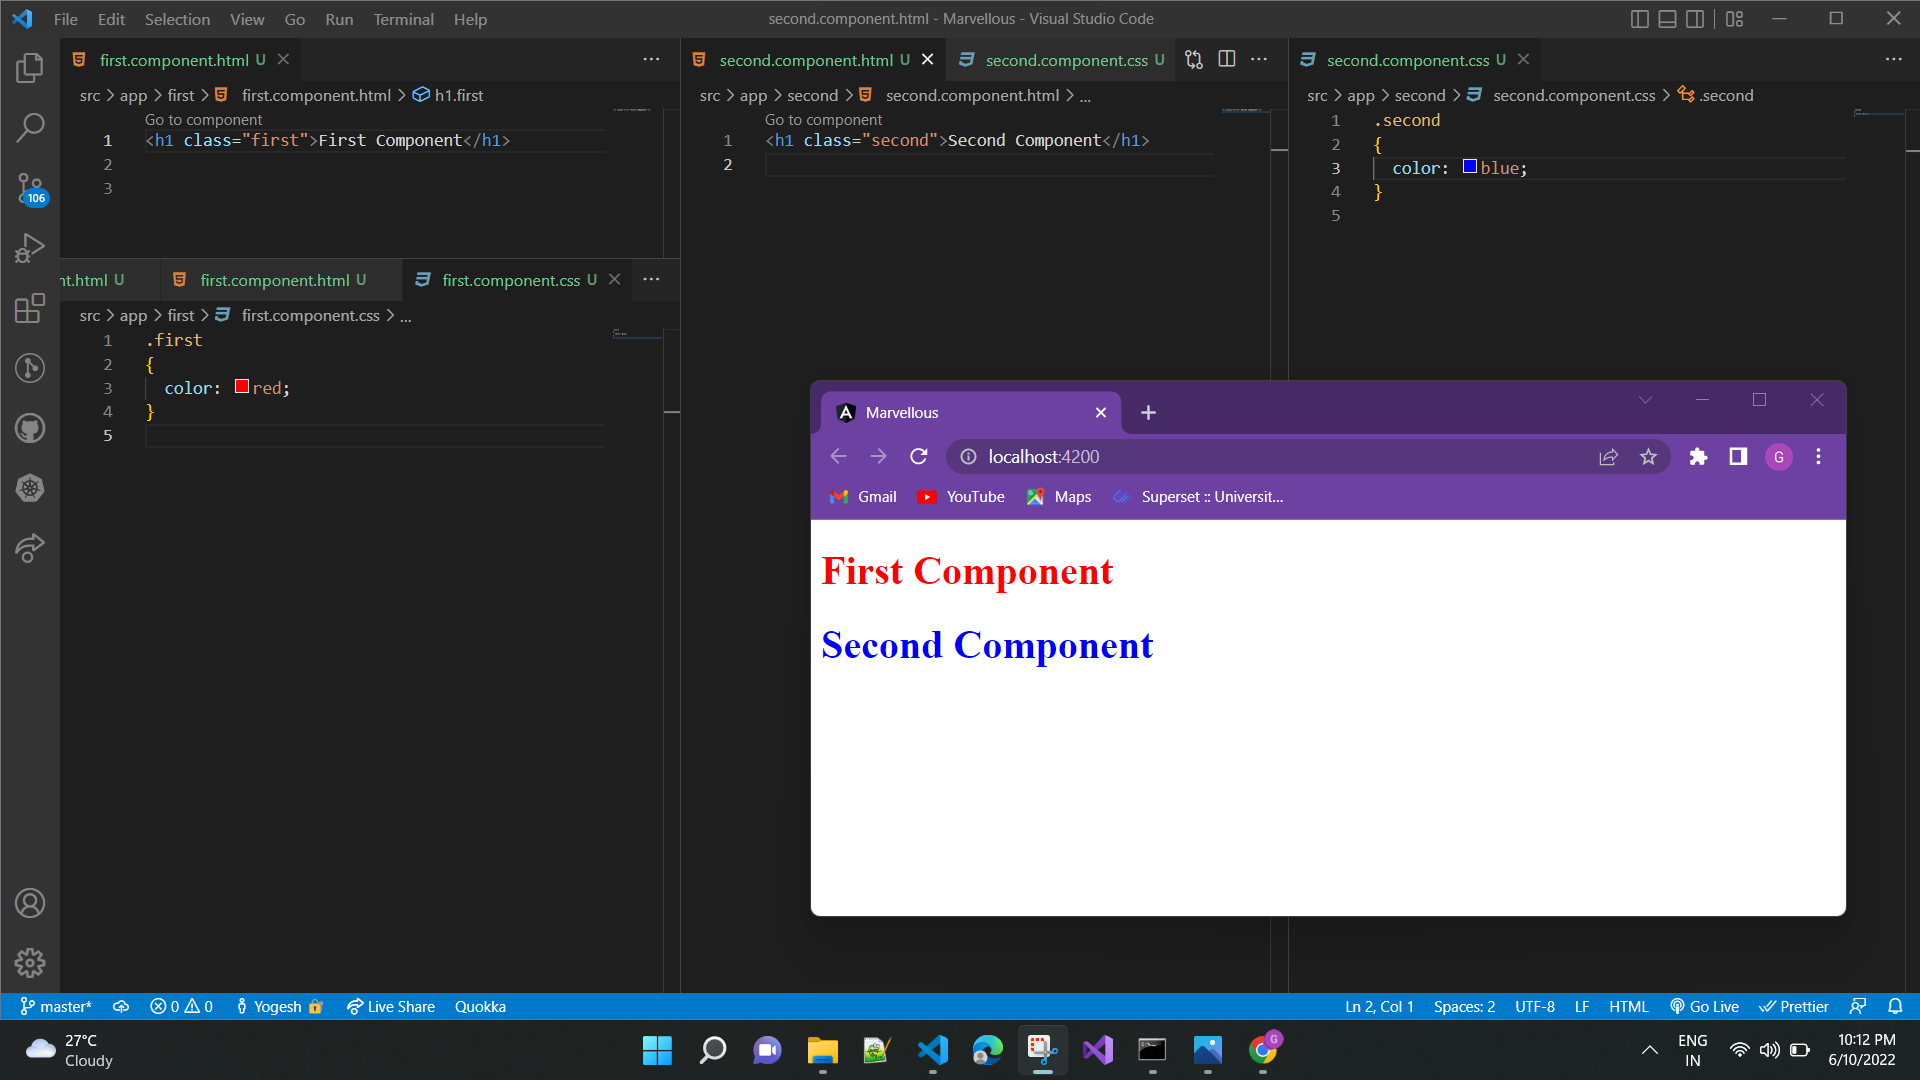 File Edit Selection View Go Run Terminal Help
second.component.html - Marvellous - Visual Studio Code
first.component.html U
src > app > first > first.component.html > h1.first
Go to component
1 <h1 class="first">First Component</h1>
2
3
nt.html U
first.component.html U
first.component.css U
src > app > first > first.component.css > ...
1 .first
2 {
3 color: red;
4 }
5
second.component.html U
second.component.css U
src > app > second > second.component.html > ...
Go to component
1 <h1 class="second">Second Component</h1>
2
second.component.css U
src > app > second > second.component.css > .second
1 .second
2 {
3 color: blue;
4 }
5
106
Marvellous
localhost:4200
G
Gmail YouTube Maps Superset :: Universit...
First Component
Second Component
master* 0 0 Yogesh Live Share Quokka
Ln 2, Col 1 Spaces: 2 UTF-8 LF HTML Go Live Prettier
27°C
Cloudy
G
ENG
IN
10:12 PM
6/10/2022